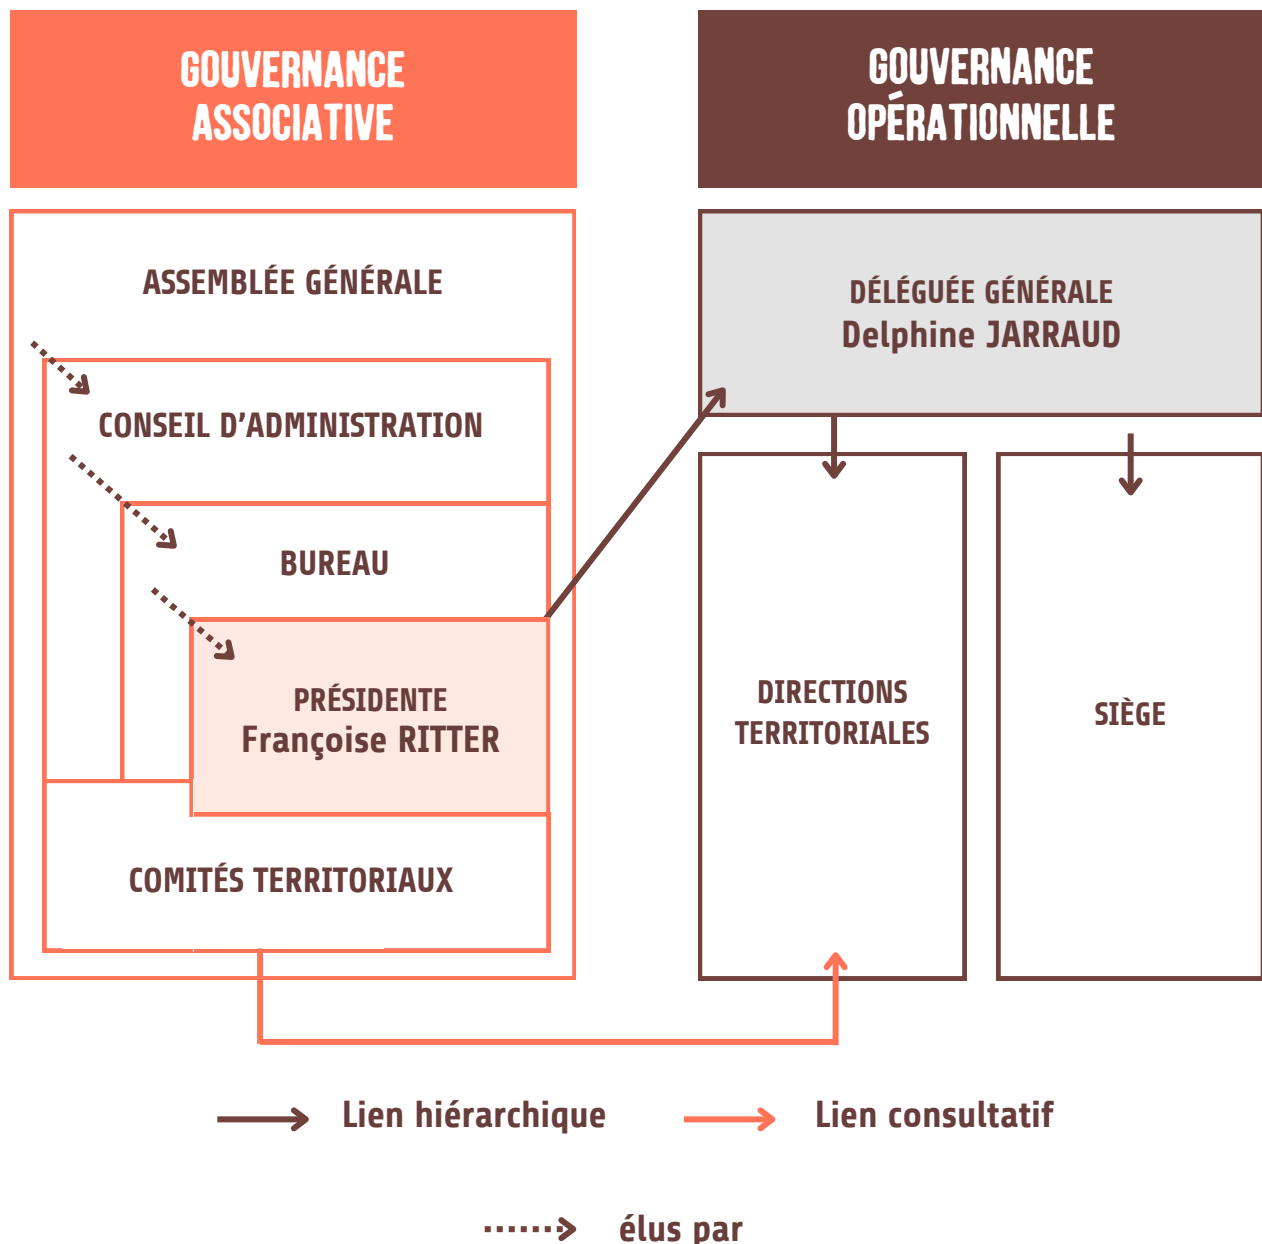 GOUVERNANCE
ASSOCIATIVE
GOUVERNANCE
OPÉRATIONNELLE
ASSEMBLÉE GÉNÉRALE
CONSEIL D'ADMINISTRATION
BUREAU
PRÉSIDENTE
Françoise RITTER
COMITÉS TERRITORIAUX
DÉLÉGUÉE GÉNÉRALE
Delphine JARRAUD
DIRECTIONS
TERRITORIALES
SIÈGE
Lien hiérarchique
Lien consultatif
élus par